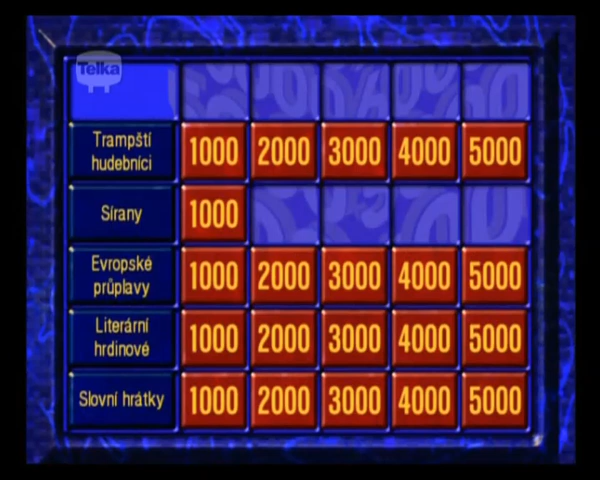 Telka
Trampští
hudebníci
1000 2000 3000 4000 5000
Sírany
1000
Evropské
průplavy
1000 2000 3000 4000 5000
Literární
hrdinové
1000 2000 3000 4000 5000
Slovní hrátky
1000 2000 3000 4000 5000